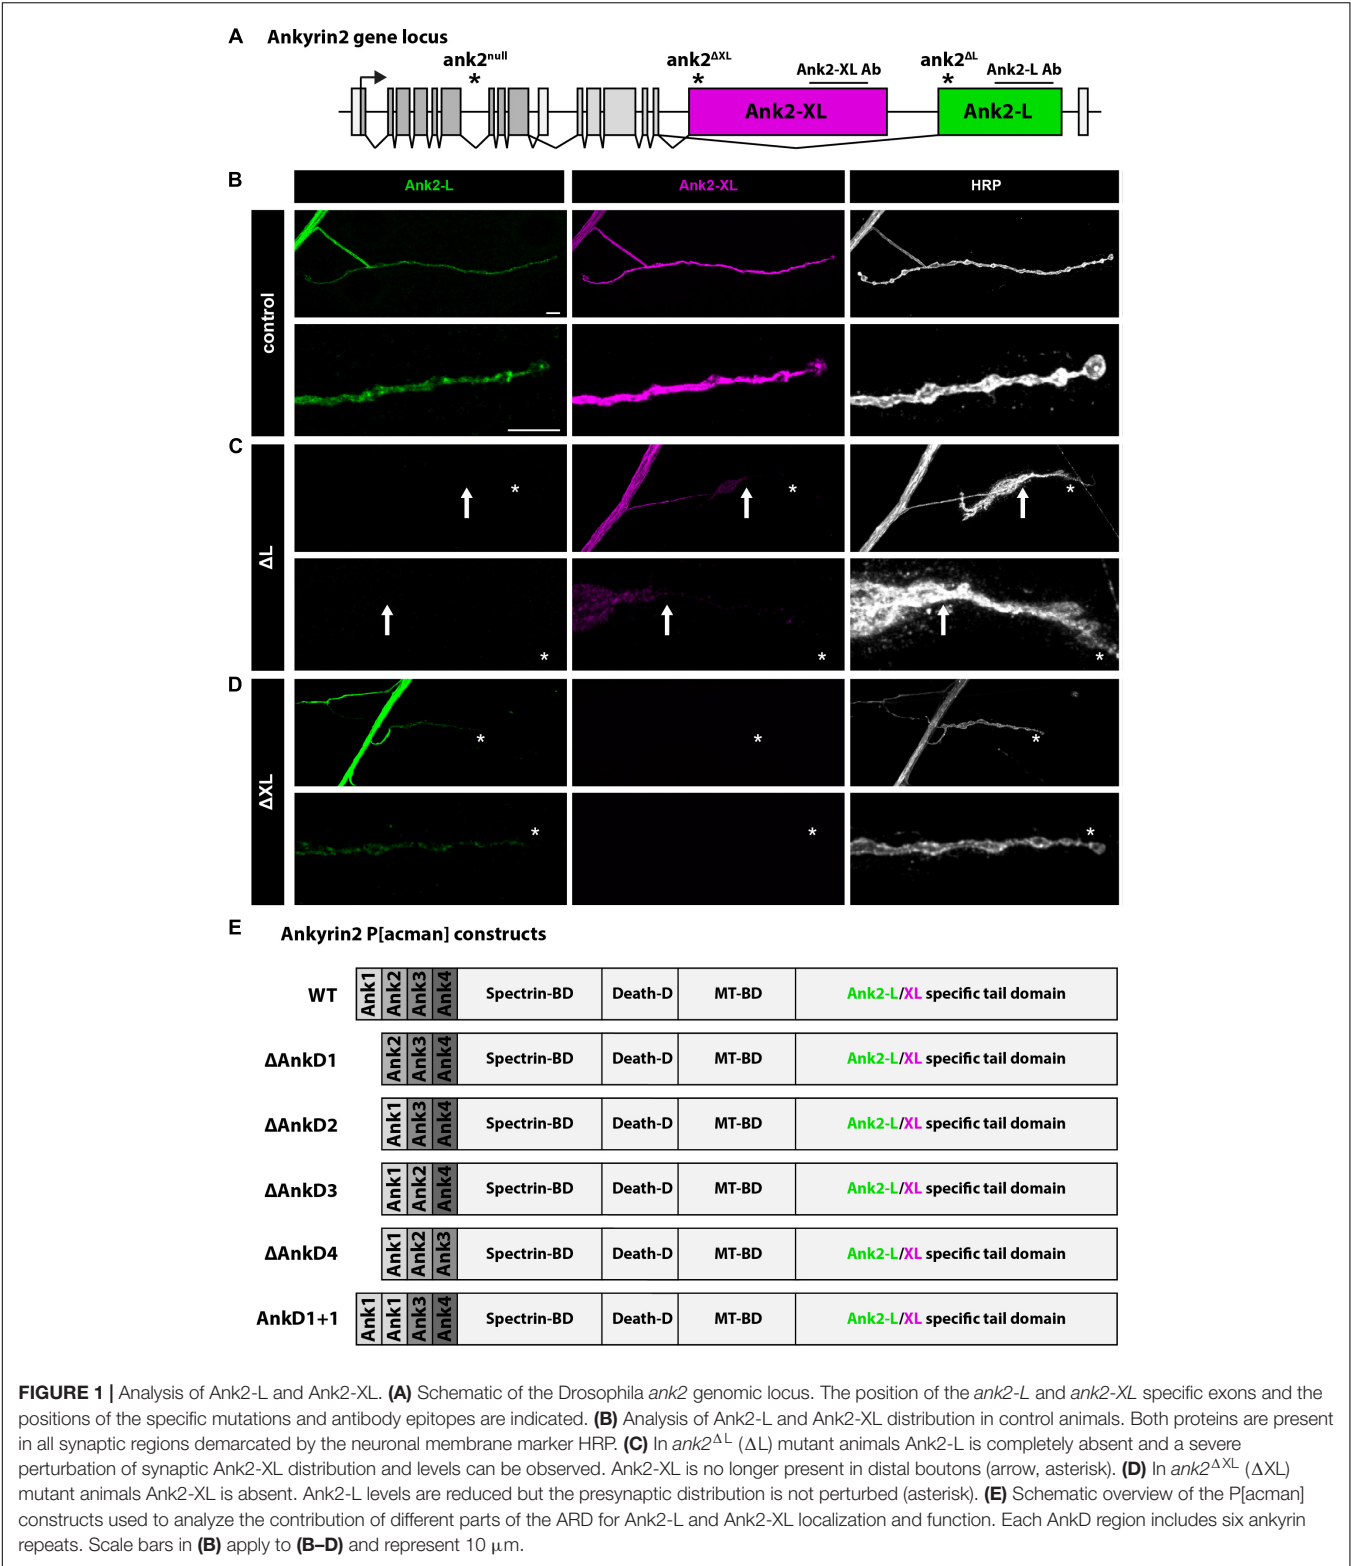 A Ankyrin2 gene locus
ank2null ank2ΔXL Ank2-XL Ab ank2ΔL Ank2-L Ab
* * *
Ank2-XL Ank2-L
B Ank2-L Ank2-XL HRP
control
C
ΔL
* * *
* * *
D
ΔXL
* * *
* * *
E Ankyrin2 P[acman] constructs
WT Ank1 Ank2 Ank3 Ank4 Spectrin-BD Death-D MT-BD Ank2-L/XL specific tail domain
ΔAnkD1 Ank2 Ank3 Ank4 Spectrin-BD Death-D MT-BD Ank2-L/XL specific tail domain
ΔAnkD2 Ank1 Ank3 Ank4 Spectrin-BD Death-D MT-BD Ank2-L/XL specific tail domain
ΔAnkD3 Ank1 Ank2 Ank4 Spectrin-BD Death-D MT-BD Ank2-L/XL specific tail domain
ΔAnkD4 Ank1 Ank2 Ank3 Spectrin-BD Death-D MT-BD Ank2-L/XL specific tail domain
AnkD1+1 Ank1 Ank1 Ank3 Ank4 Spectrin-BD Death-D MT-BD Ank2-L/XL specific tail domain
FIGURE 1 | Analysis of Ank2-L and Ank2-XL. (A) Schematic of the Drosophila ank2 genomic locus. The position of the ank2-L and ank2-XL specific exons and the
positions of the specific mutations and antibody epitopes are indicated. (B) Analysis of Ank2-L and Ank2-XL distribution in control animals. Both proteins are present
in all synaptic regions demarcated by the neuronal membrane marker HRP. (C) In ank2ΔL (ΔL) mutant animals Ank2-L is completely absent and a severe
perturbation of synaptic Ank2-XL distribution and levels can be observed. Ank2-XL is no longer present in distal boutons (arrow, asterisk). (D) In ank2ΔXL (ΔXL)
mutant animals Ank2-XL is absent. Ank2-L levels are reduced but the presynaptic distribution is not perturbed (asterisk). (E) Schematic overview of the P[acman]
constructs used to analyze the contribution of different parts of the ARD for Ank2-L and Ank2-XL localization and function. Each AnkD region includes six ankyrin
repeats. Scale bars in (B) apply to (B–D) and represent 10 μm.